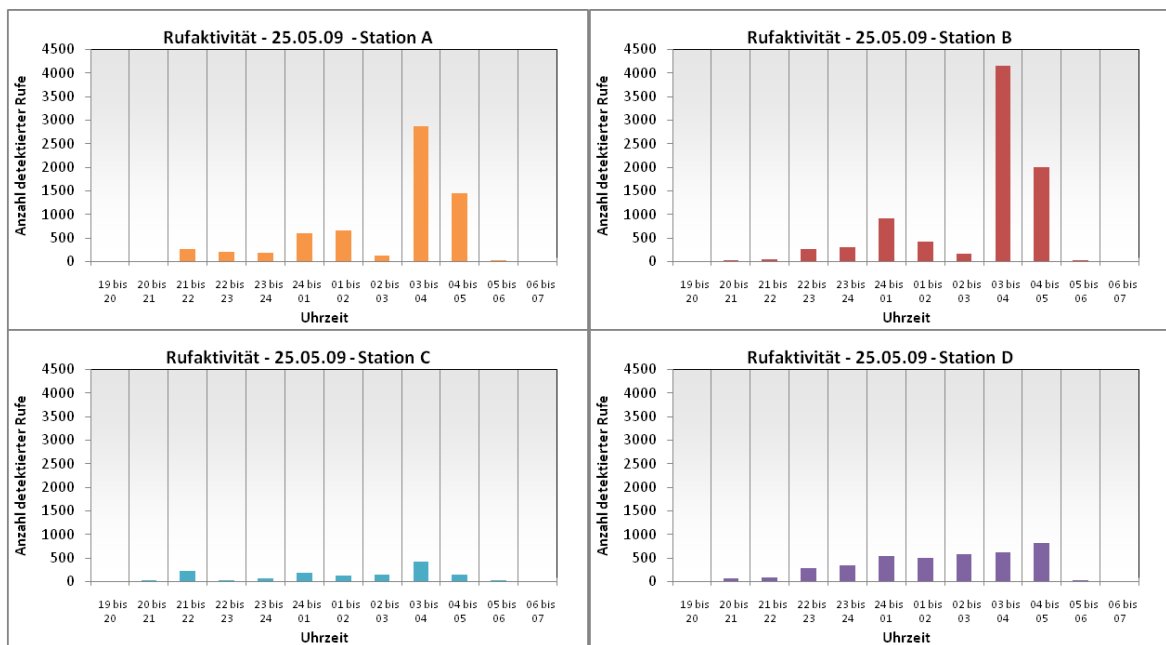 Rufaktivität - 25.05.09 - Station A
Anzahl detektierter Rufe
4500
4000
3500
3000
2500
2000
1500
1000
500
0
19 bis 20 bis 21 bis 22 bis 23 bis 24 bis 01 bis 02 bis 03 bis 04 bis 05 bis 06 bis
20 21 22 23 24 01 02 03 04 05 06 07
Uhrzeit
Rufaktivität - 25.05.09 - Station B
Anzahl detektierter Rufe
4500
4000
3500
3000
2500
2000
1500
1000
500
0
19 bis 20 bis 21 bis 22 bis 23 bis 24 bis 01 bis 02 bis 03 bis 04 bis 05 bis 06 bis
20 21 22 23 24 01 02 03 04 05 06 07
Uhrzeit
Rufaktivität - 25.05.09 - Station C
Anzahl detektierter Rufe
4500
4000
3500
3000
2500
2000
1500
1000
500
0
19 bis 20 bis 21 bis 22 bis 23 bis 24 bis 01 bis 02 bis 03 bis 04 bis 05 bis 06 bis
20 21 22 23 24 01 02 03 04 05 06 07
Uhrzeit
Rufaktivität - 25.05.09 - Station D
Anzahl detektierter Rufe
4500
4000
3500
3000
2500
2000
1500
1000
500
0
19 bis 20 bis 21 bis 22 bis 23 bis 24 bis 01 bis 02 bis 03 bis 04 bis 05 bis 06 bis
20 21 22 23 24 01 02 03 04 05 06 07
Uhrzeit